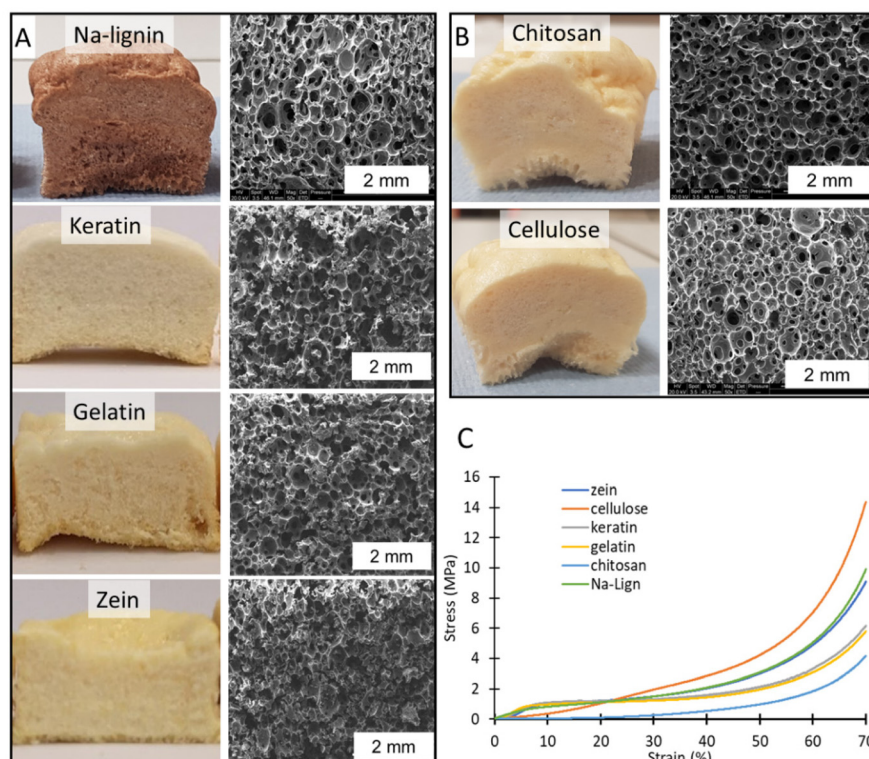 A
Na-lignin
2 mm
Keratin
2 mm
Gelatin
2 mm
Zein
2 mm
B
Chitosan
2 mm
Cellulose
2 mm
C
Stress (MPa)
16
14
12
10
8
6
4
2
0
zein
cellulose
keratin
gelatin
chitosan
Na-Lign
0 10 20 30 40 50 60 70
Strain (%)